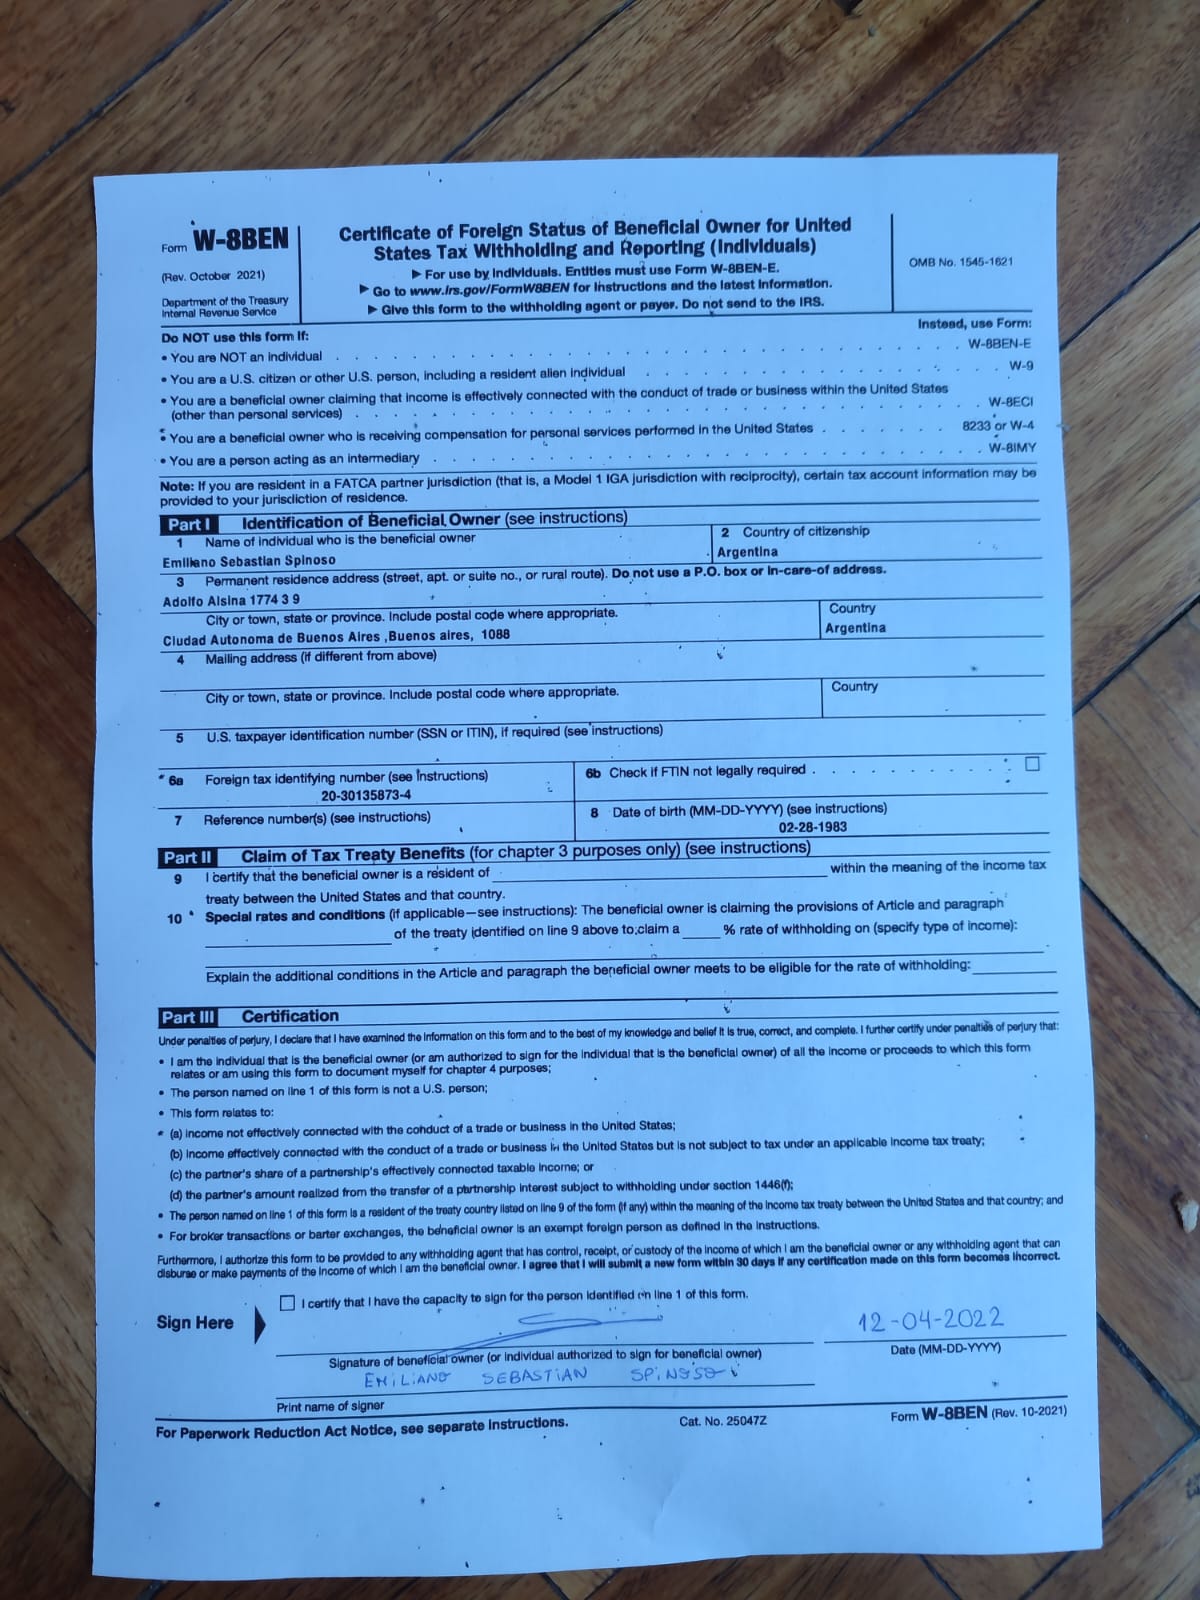 Form W-8BEN
(Rev. October 2021)
Department of the Treasury
Internal Revenue Service
Certificate of Foreign Status of Beneficial Owner for United
States Tax Withholding and Reporting (Individuals)
▶ For use by individuals. Entities must use Form W-8BEN-E.
▶ Go to www.irs.gov/FormW8BEN for instructions and the latest information.
▶ Give this form to the withholding agent or payer. Do not send to the IRS.
OMB No. 1545-1621
Do NOT use this form if:
Instead, use Form:
• You are NOT an individual . . . . . . . . . . W-8BEN-E
• You are a U.S. citizen or other U.S. person, including a resident alien individual . . . . . . . . . . W-9
• You are a beneficial owner claiming that income is effectively connected with the conduct of trade or business within the United States
(other than personal services) . . . . . . . . . . W-8ECI
• You are a beneficial owner who is receiving compensation for personal services performed in the United States . . . . . . . 8233 or W-4
• You are a person acting as an intermediary . . . . . . . . . . W-8IMY
Note: If you are resident in a FATCA partner jurisdiction (that is, a Model 1 IGA jurisdiction with reciprocity), certain tax account information may be
provided to your jurisdiction of residence.
Part I Identification of Beneficial Owner (see instructions)
1 Name of individual who is the beneficial owner
Emiliano Sebastian Spinoso
2 Country of citizenship
Argentina
3 Permanent residence address (street, apt. or suite no., or rural route). Do not use a P.O. box or in-care-of address.
Adolfo Alsina 1774 3 9
City or town, state or province. Include postal code where appropriate.
Ciudad Autonoma de Buenos Aires ,Buenos aires, 1088
Country
Argentina
4 Mailing address (if different from above)
City or town, state or province. Include postal code where appropriate.
Country
5 U.S. taxpayer identification number (SSN or ITIN), if required (see instructions)
6a Foreign tax identifying number (see instructions)
20-30135873-4
6b Check if FTIN not legally required . . . . . . . . . .
7 Reference number(s) (see instructions)
8 Date of birth (MM-DD-YYYY) (see instructions)
02-28-1983
Part II Claim of Tax Treaty Benefits (for chapter 3 purposes only) (see instructions)
9 I certify that the beneficial owner is a resident of within the meaning of the income tax
treaty between the United States and that country.
10 Special rates and conditions (if applicable—see instructions): The beneficial owner is claiming the provisions of Article and paragraph
of the treaty identified on line 9 above to claim a % rate of withholding on (specify type of income):
Explain the additional conditions in the Article and paragraph the beneficial owner meets to be eligible for the rate of withholding:
Part III Certification
Under penalties of perjury, I declare that I have examined the information on this form and to the best of my knowledge and belief it is true, correct, and complete. I further certify under penalties of perjury that:
• I am the individual that is the beneficial owner (or am authorized to sign for the individual that is the beneficial owner) of all the income or proceeds to which this form
relates or am using this form to document myself for chapter 4 purposes;
• The person named on line 1 of this form is not a U.S. person;
• This form relates to:
(a) income not effectively connected with the conduct of a trade or business in the United States;
(b) income effectively connected with the conduct of a trade or business in the United States but is not subject to tax under an applicable income tax treaty;
(c) the partner's share of a partnership's effectively connected taxable income; or
(d) the partner's amount realized from the transfer of a partnership interest subject to withholding under section 1446(f);
• The person named on line 1 of this form is a resident of the treaty country listed on line 9 of the form (if any) within the meaning of the income tax treaty between the United States and that country; and
• For broker transactions or barter exchanges, the beneficial owner is an exempt foreign person as defined in the instructions.
Furthermore, I authorize this form to be provided to any withholding agent that has control, receipt, or custody of the income of which I am the beneficial owner or any withholding agent that can
disburse or make payments of the income of which I am the beneficial owner. I agree that I will submit a new form within 30 days if any certification made on this form becomes incorrect.
Sign Here
I certify that I have the capacity to sign for the person identified on line 1 of this form.
12-04-2022
Signature of beneficial owner (or individual authorized to sign for beneficial owner)
Date (MM-DD-YYYY)
EMILIANO SEBASTIAN SPINOSO
Print name of signer
For Paperwork Reduction Act Notice, see separate instructions.
Cat. No. 25047Z
Form W-8BEN (Rev. 10-2021)